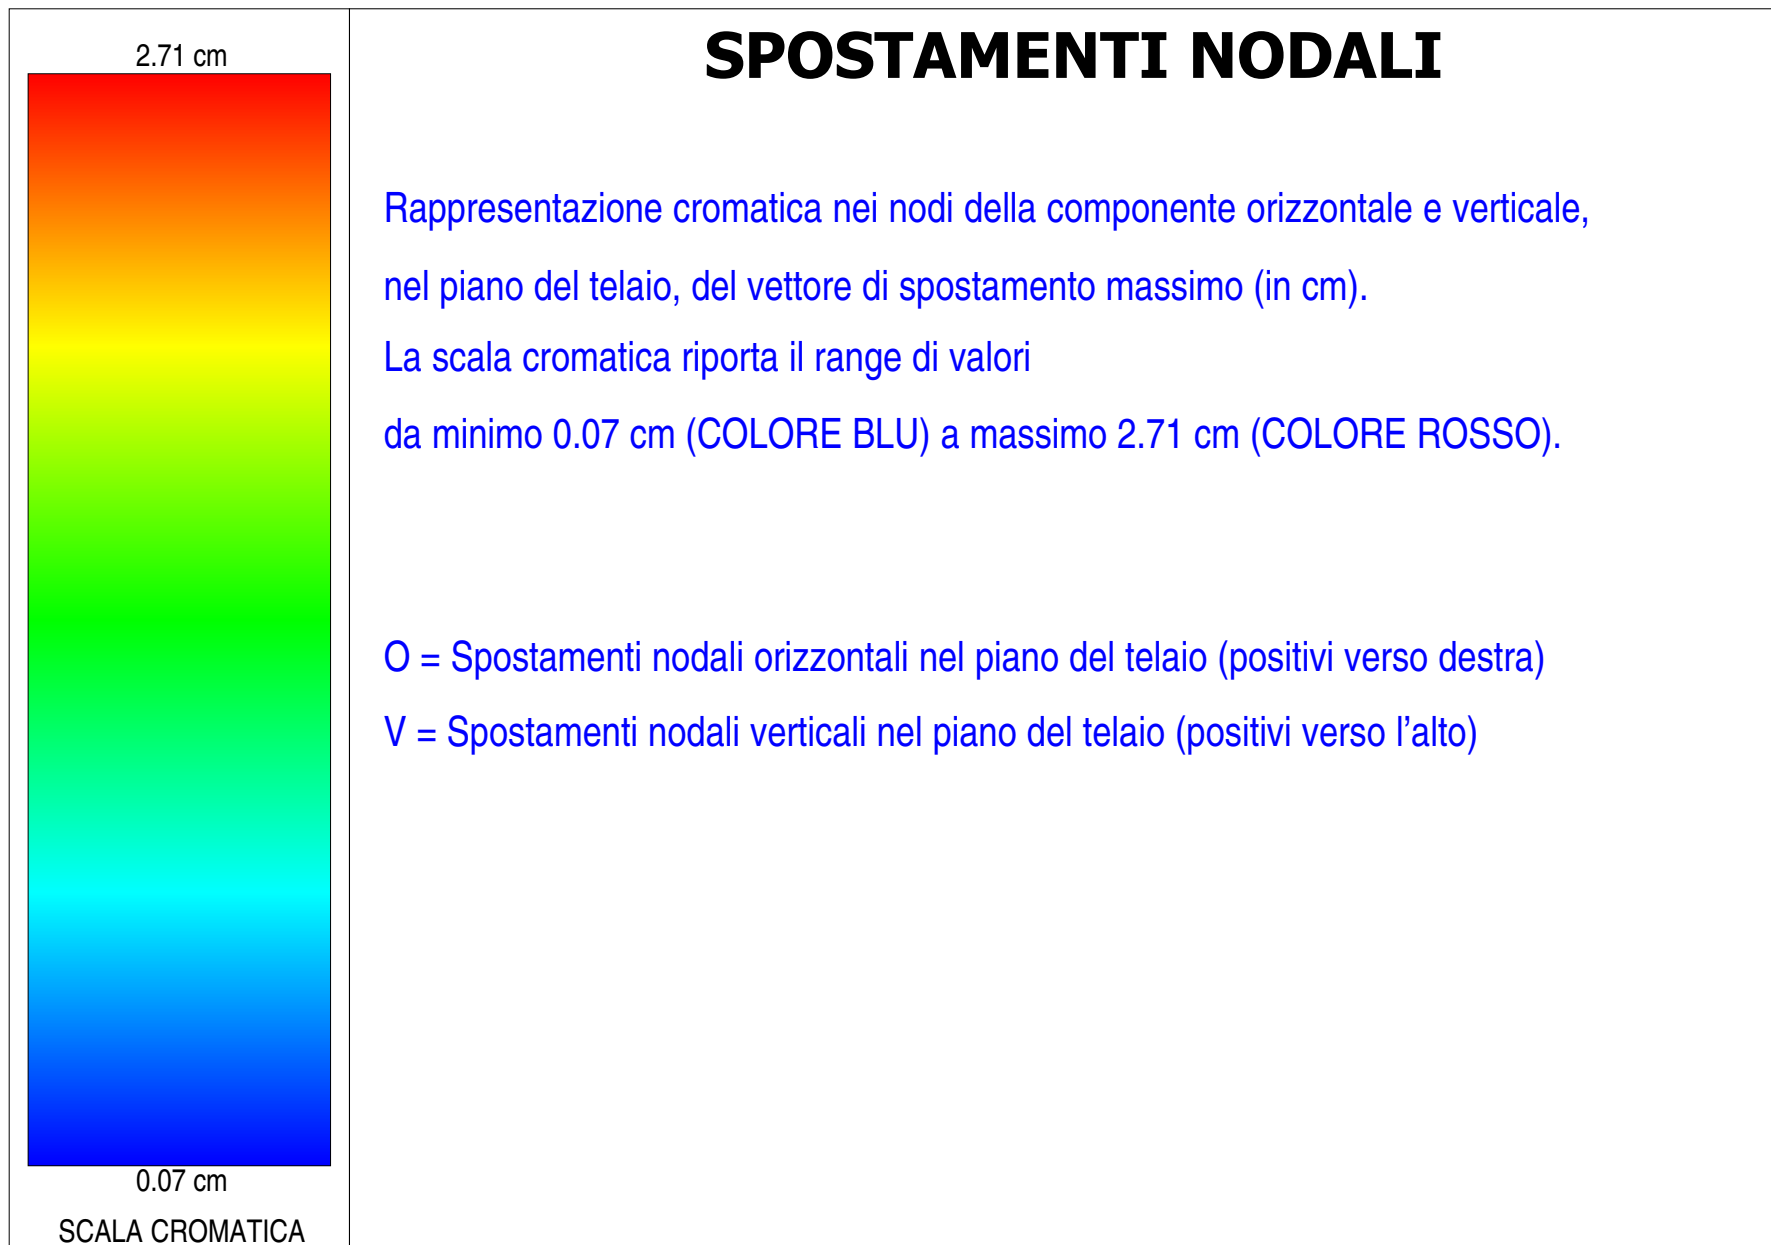 2.71 cm
0.07 cm
SCALA CROMATICA
SPOSTAMENTI NODALI
Rappresentazione cromatica nei nodi della componente orizzontale e verticale,
nel piano del telaio, del vettore di spostamento massimo (in cm).
La scala cromatica riporta il range di valori
da minimo 0.07 cm (COLORE BLU) a massimo 2.71 cm (COLORE ROSSO).
O = Spostamenti nodali orizzontali nel piano del telaio (positivi verso destra)
V = Spostamenti nodali verticali nel piano del telaio (positivi verso l'alto)